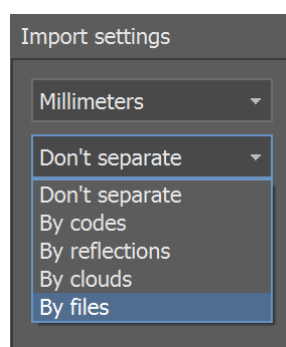 Import settings
Millimeters
Don't separate
Don't separate
By codes
By reflections
By clouds
By files